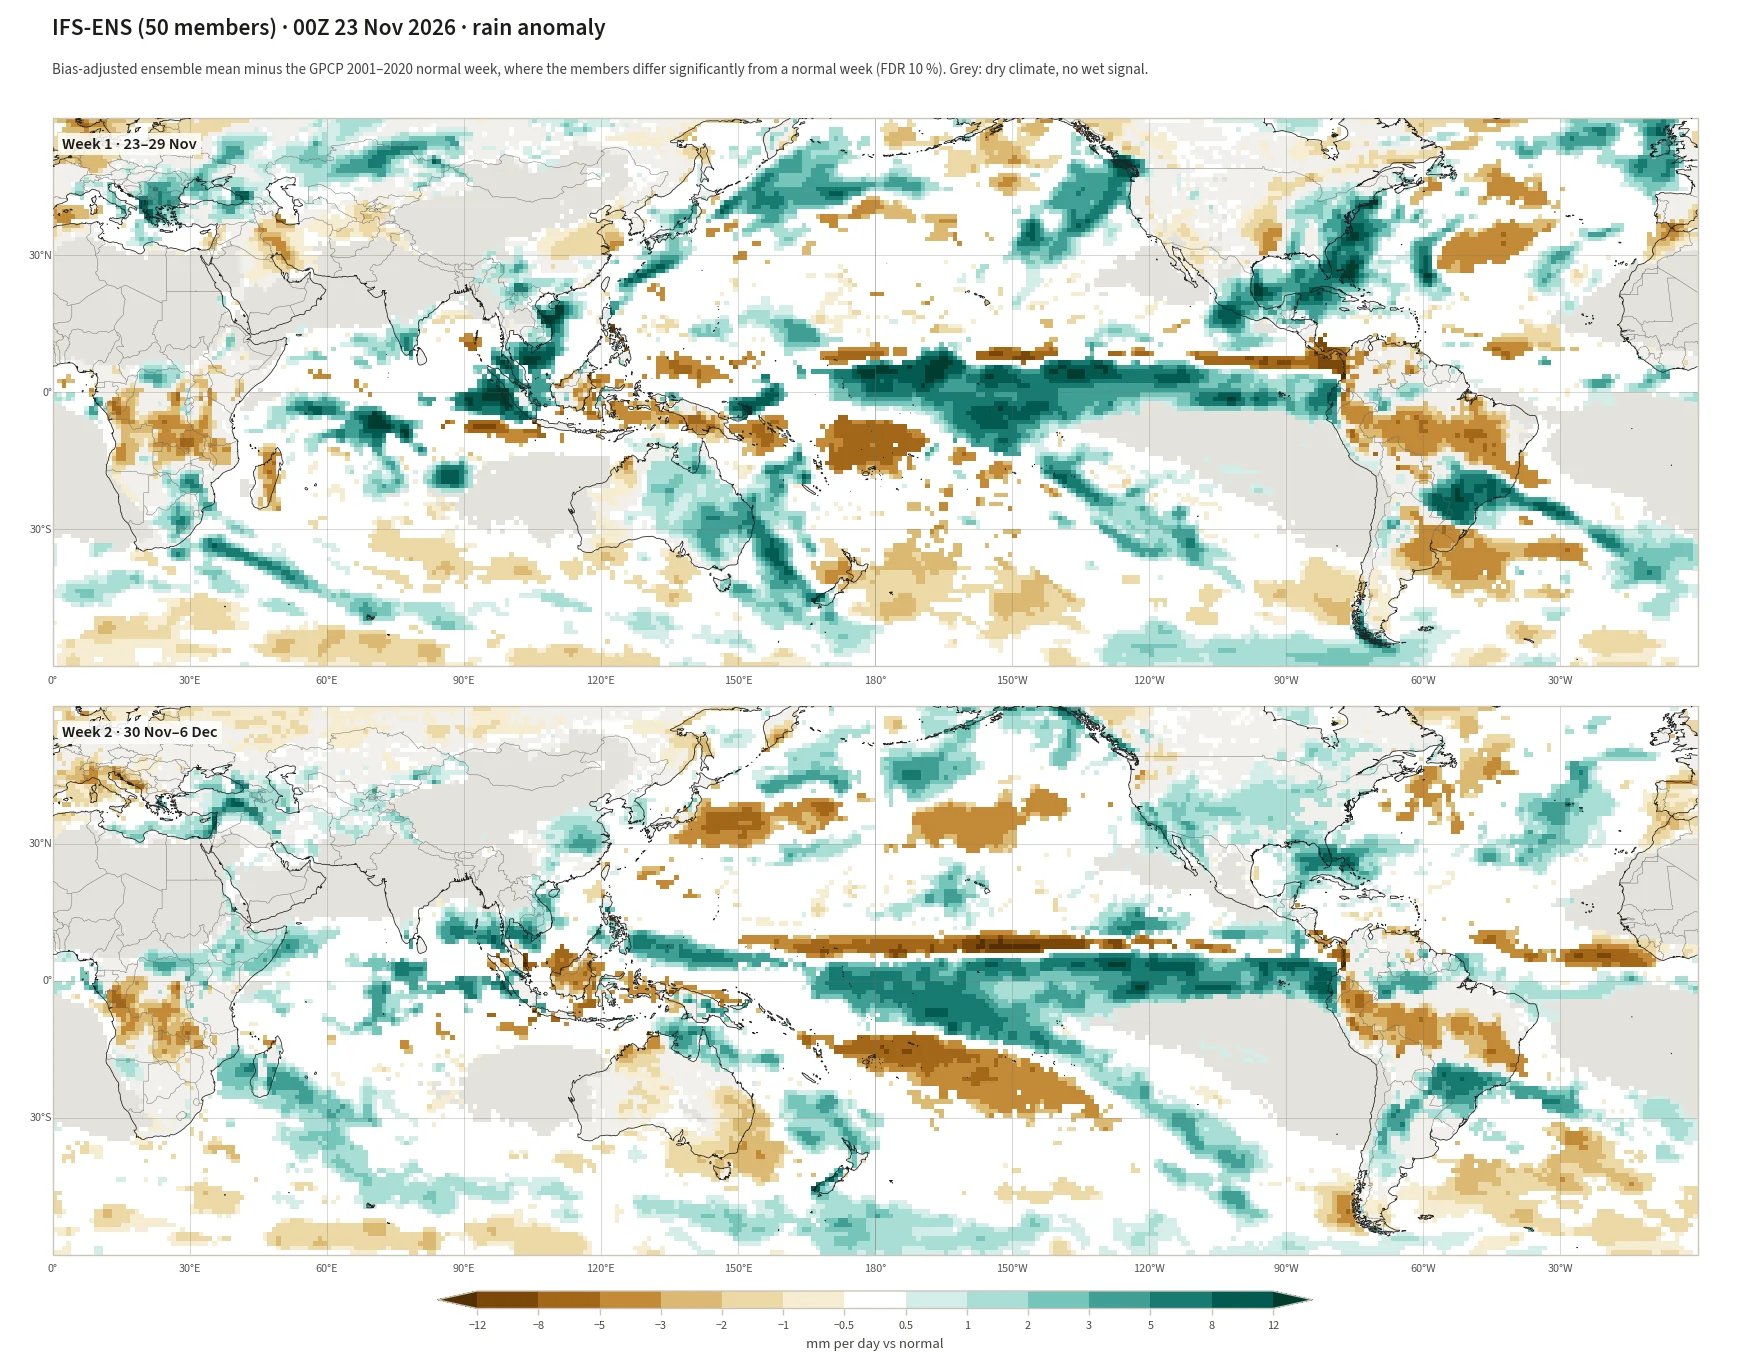 IFS-ENS (50 members) · 00Z 23 Nov 2026 · rain anomaly
Bias-adjusted ensemble mean minus the GPCP 2001–2020 normal week, where the members differ significantly from a normal week (FDR 10 %). Grey: dry climate, no wet signal.
Week 1 · 23–29 Nov
30°N
0°
30°S
0° 30°E 60°E 90°E 120°E 150°E 180° 150°W 120°W 90°W 60°W 30°W
Week 2 · 30 Nov–6 Dec
30°N
0°
30°S
0° 30°E 60°E 90°E 120°E 150°E 180° 150°W 120°W 90°W 60°W 30°W
−12 −8 −5 −3 −2 −1 −0.5 0.5 1 2 3 5 8 12
mm per day vs normal